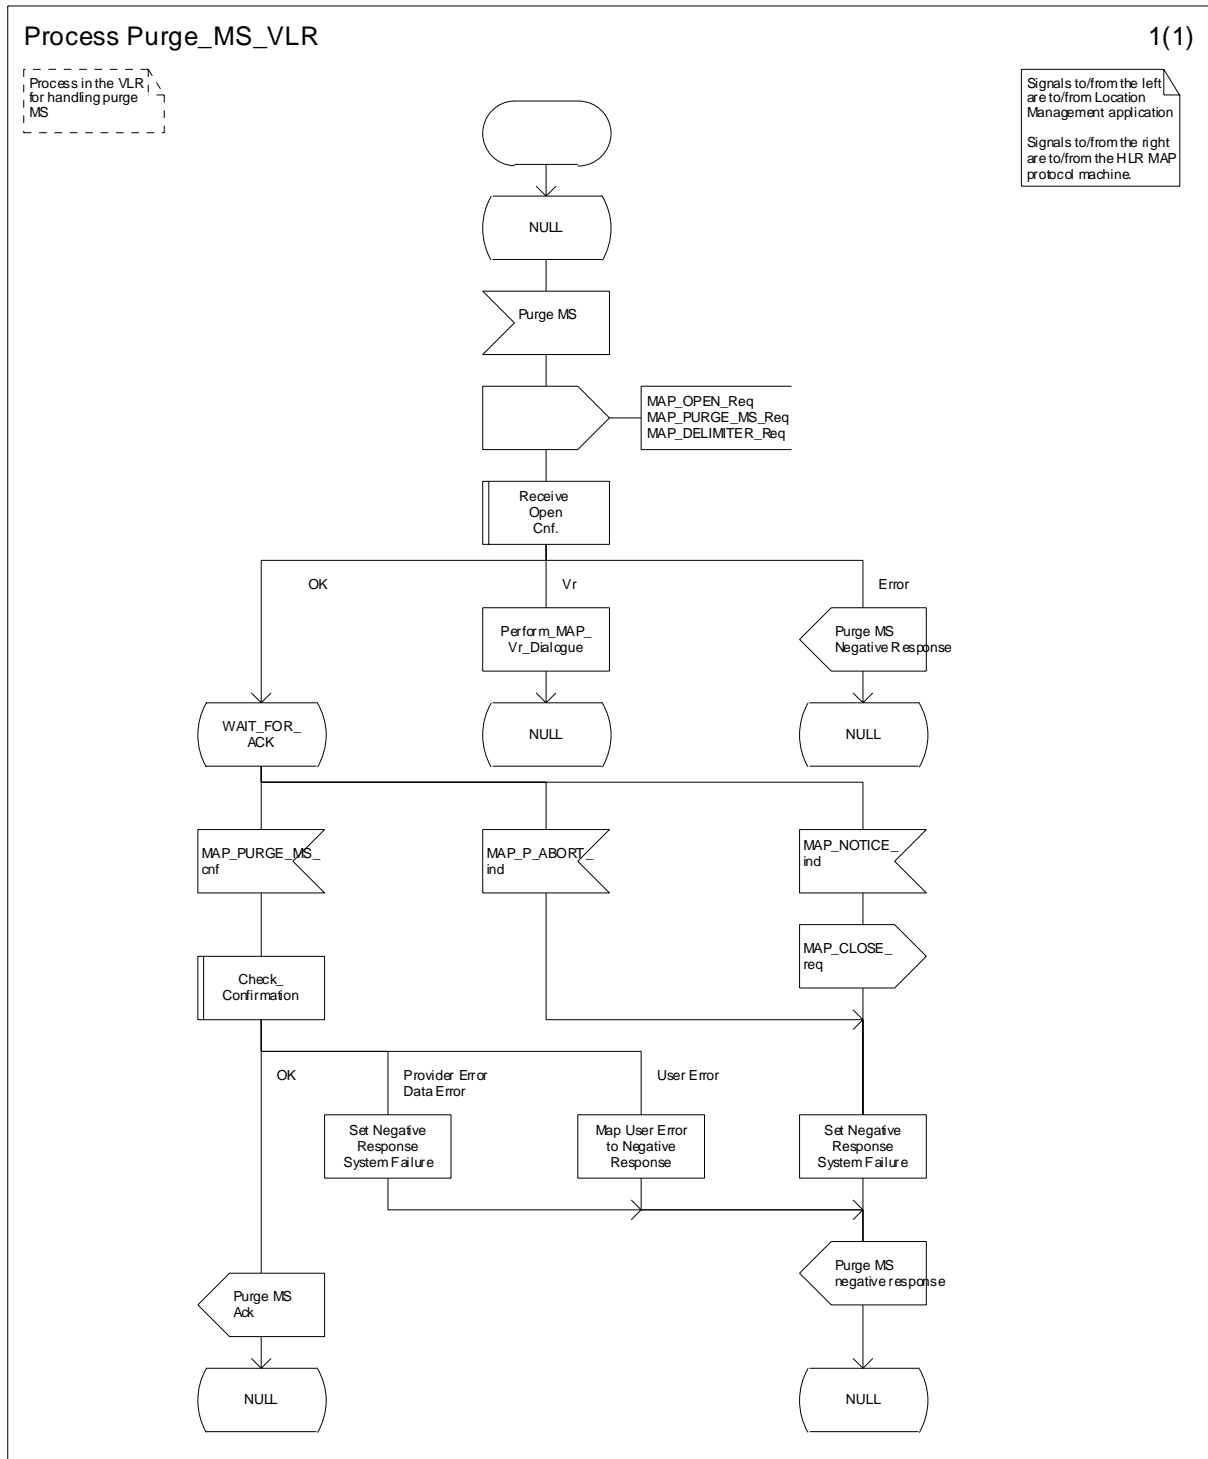 Process Purge_MS_VLR
1(1)
Process in the VLR
for handling purge
MS
Signals to/from the left
are to/from Location
Management application
Signals to/from the right
are to/from the HLR MAP
protocol machine.
NULL
Purge MS
MAP_OPEN_Req
MAP_PURGE_MS_Req
MAP_DELIMITER_Req
Receive
Open
Cnf.
OK
Vr
Error
Perform_MAP_
Vr_Dialogue
Purge MS
Negative Response
WAIT_FOR_
ACK
NULL
NULL
MAP_PURGE_MS_
cnf
MAP_P_ABORT_
ind
MAP_NOTICE_
ind
MAP_CLOSE_
req
Check_
Confirmation
OK
Provider Error
Data Error
User Error
Set Negative
Response
System Failure
Map User Error
to Negative
Response
Set Negative
Response
System Failure
Purge MS
negative response
Purge MS
Ack
NULL
NULL